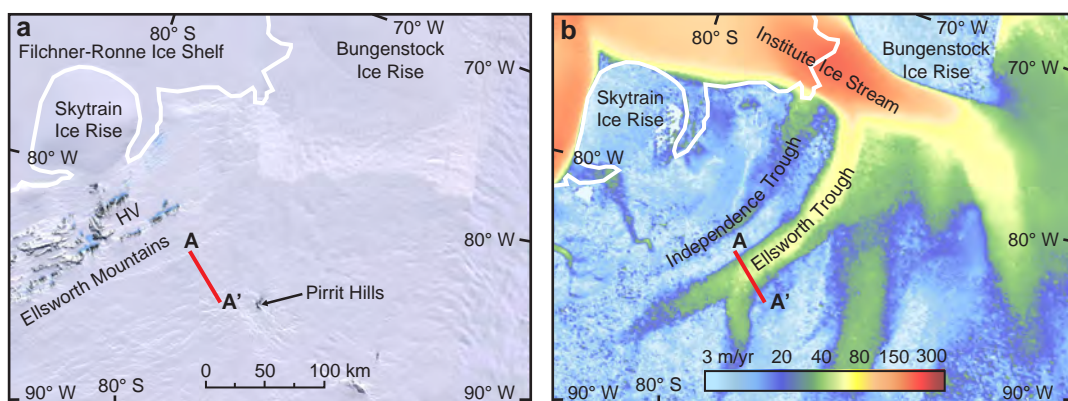 a
80° S
70° W
Filchner-Ronne Ice Shelf
Bungenstock
Ice Rise
70° W
Skytrain
Ice Rise
80° W
HV
Ellsworth Mountains
A
A'
80° W
Pirrit Hills
0 50 100 km
90° W
80° S
90° W
b
80° S
70° W
Institute Ice Stream
Bungenstock
Ice Rise
70° W
Skytrain
Ice Rise
80° W
Independence Trough
Ellsworth Trough
A
A'
80° W
3 m/yr 20 40 80 150 300
90° W
80° S
90° W